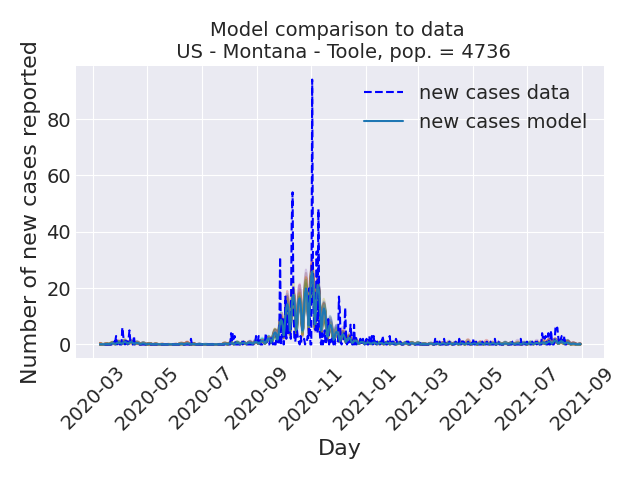 Model comparison to data
US - Montana - Toole, pop. = 4736
new cases data
new cases model
Number of new cases reported
80
60
40
20
0
2020-03
2020-05
2020-07
2020-09
2020-11
2021-01
2021-03
2021-05
2021-07
2021-09
Day